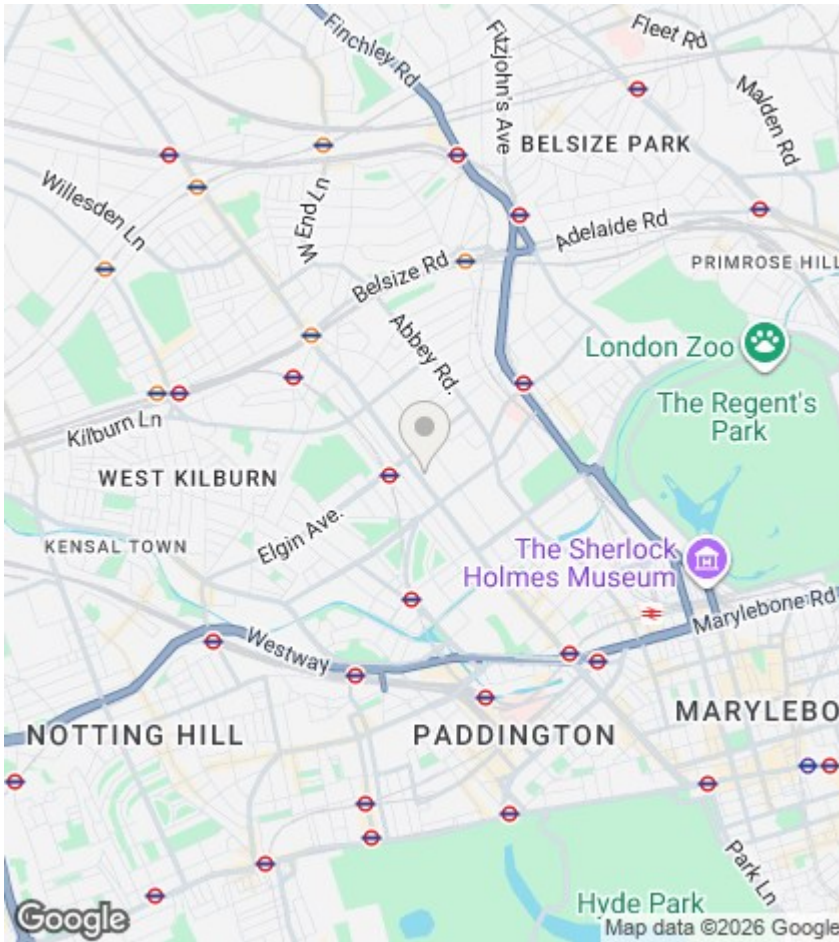 Finchley Rd
Fitzjohn's Ave
Fleet Rd
Malden Rd
BELSIZE PARK
Willesden Ln
W End Ln
Adelaide Rd
Belsize Rd
PRIMROSE HILL
Abbey Rd.
London Zoo
The Regent's
Park
Kilburn Ln
WEST KILBURN
Elgin Ave.
KENSAL TOWN
The Sherlock
Holmes Museum
Marylebone Rd
Westway
NOTTING HILL
PADDINGTON
MARYLEBO
Park Ln
Hyde Park
Google
Map data ©2026 Google